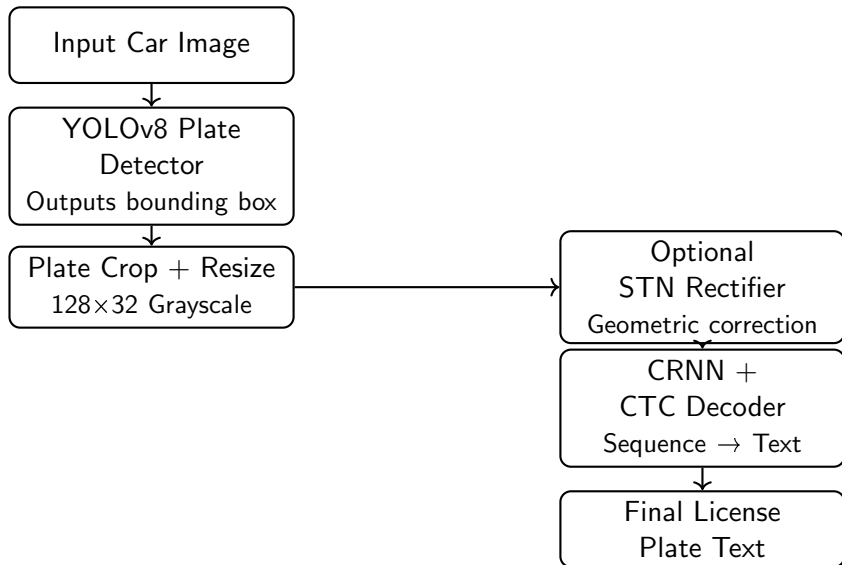 Input Car Image
YOLOv8 Plate
Detector
Outputs bounding box
Plate Crop + Resize
128×32 Grayscale
Optional
STN Rectifier
Geometric correction
CRNN +
CTC Decoder
Sequence → Text
Final License
Plate Text